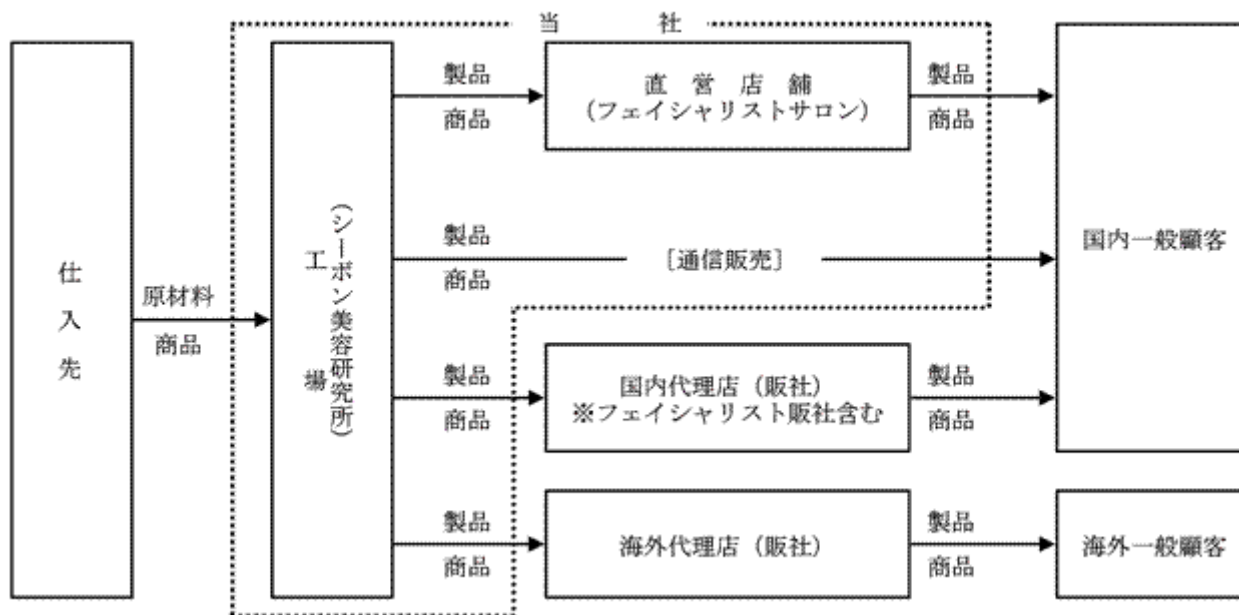 当 社
仕入先
原材料
商品
工場
(シーボン美容研究所)
製品
商品
直営店舗
(フェイシャリストサロン)
製品
商品
製品
商品
[通信販売]
国内一般顧客
製品
商品
国内代理店(販社)
※フェイシャリスト販社含む
製品
商品
製品
商品
海外代理店(販社)
製品
商品
海外一般顧客